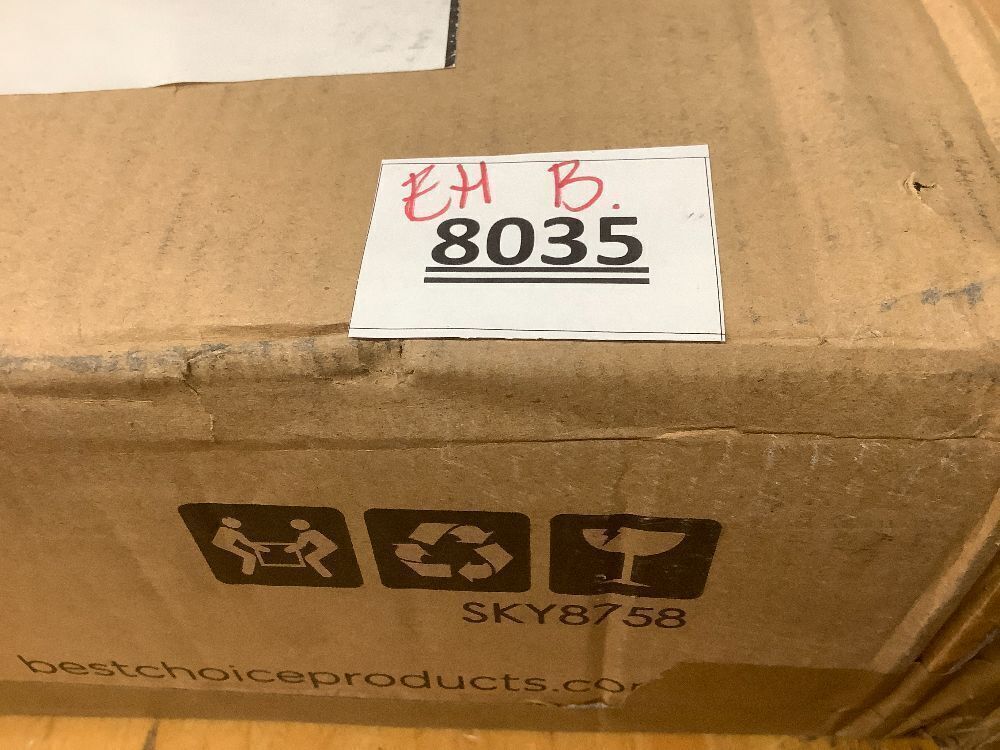 EH B.
8035
SKY8758
bestchoiceproducts.co